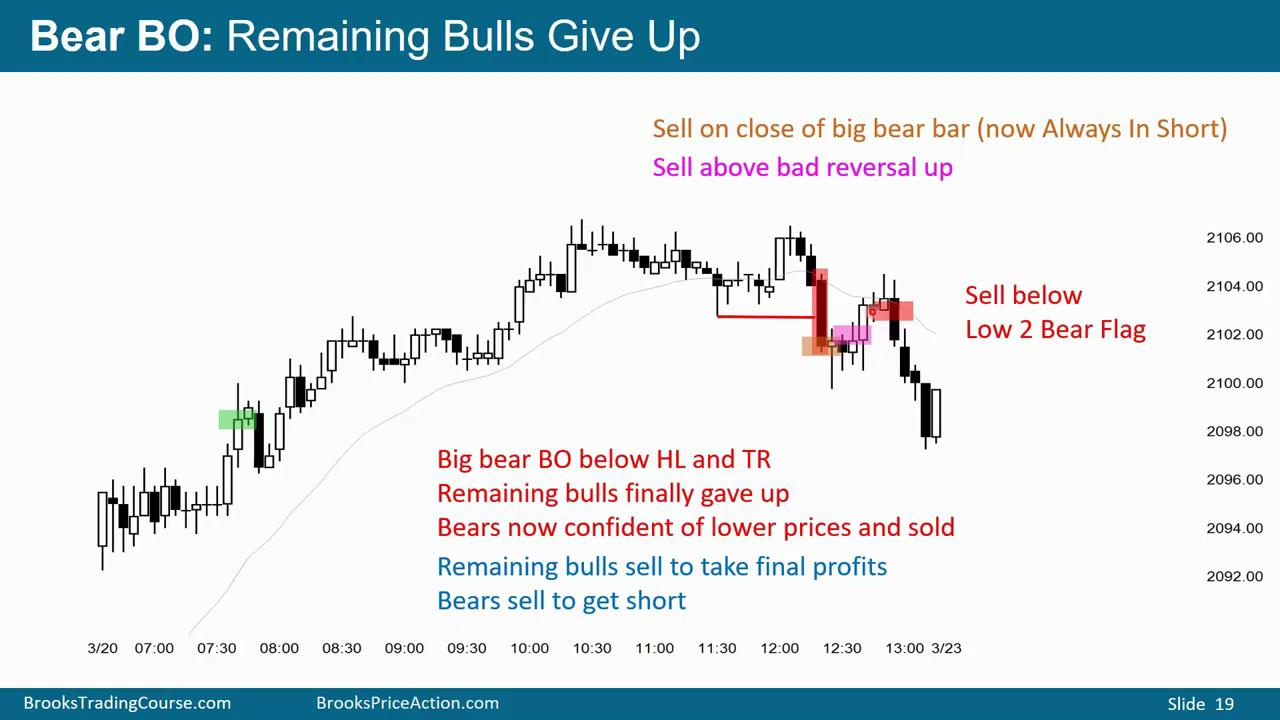 Bear BO: Remaining Bulls Give Up
Sell on close of big bear bar (now Always In Short)
Sell above bad reversal up
2106.00
2104.00
Sell below
Low 2 Bear Flag
2102.00
2100.00
2098.00
2096.00
2094.00
2092.00
Big bear BO below HL and TR
Remaining bulls finally gave up
Bears now confident of lower prices and sold
Remaining bulls sell to take final profits
Bears sell to get short
3/20 07:00 07:30 08:00 08:30 09:00 09:30 10:00 10:30 11:00 11:30 12:00 12:30 13:00 3/23
BrooksTradingCourse.com BrooksPriceAction.com Slide 19